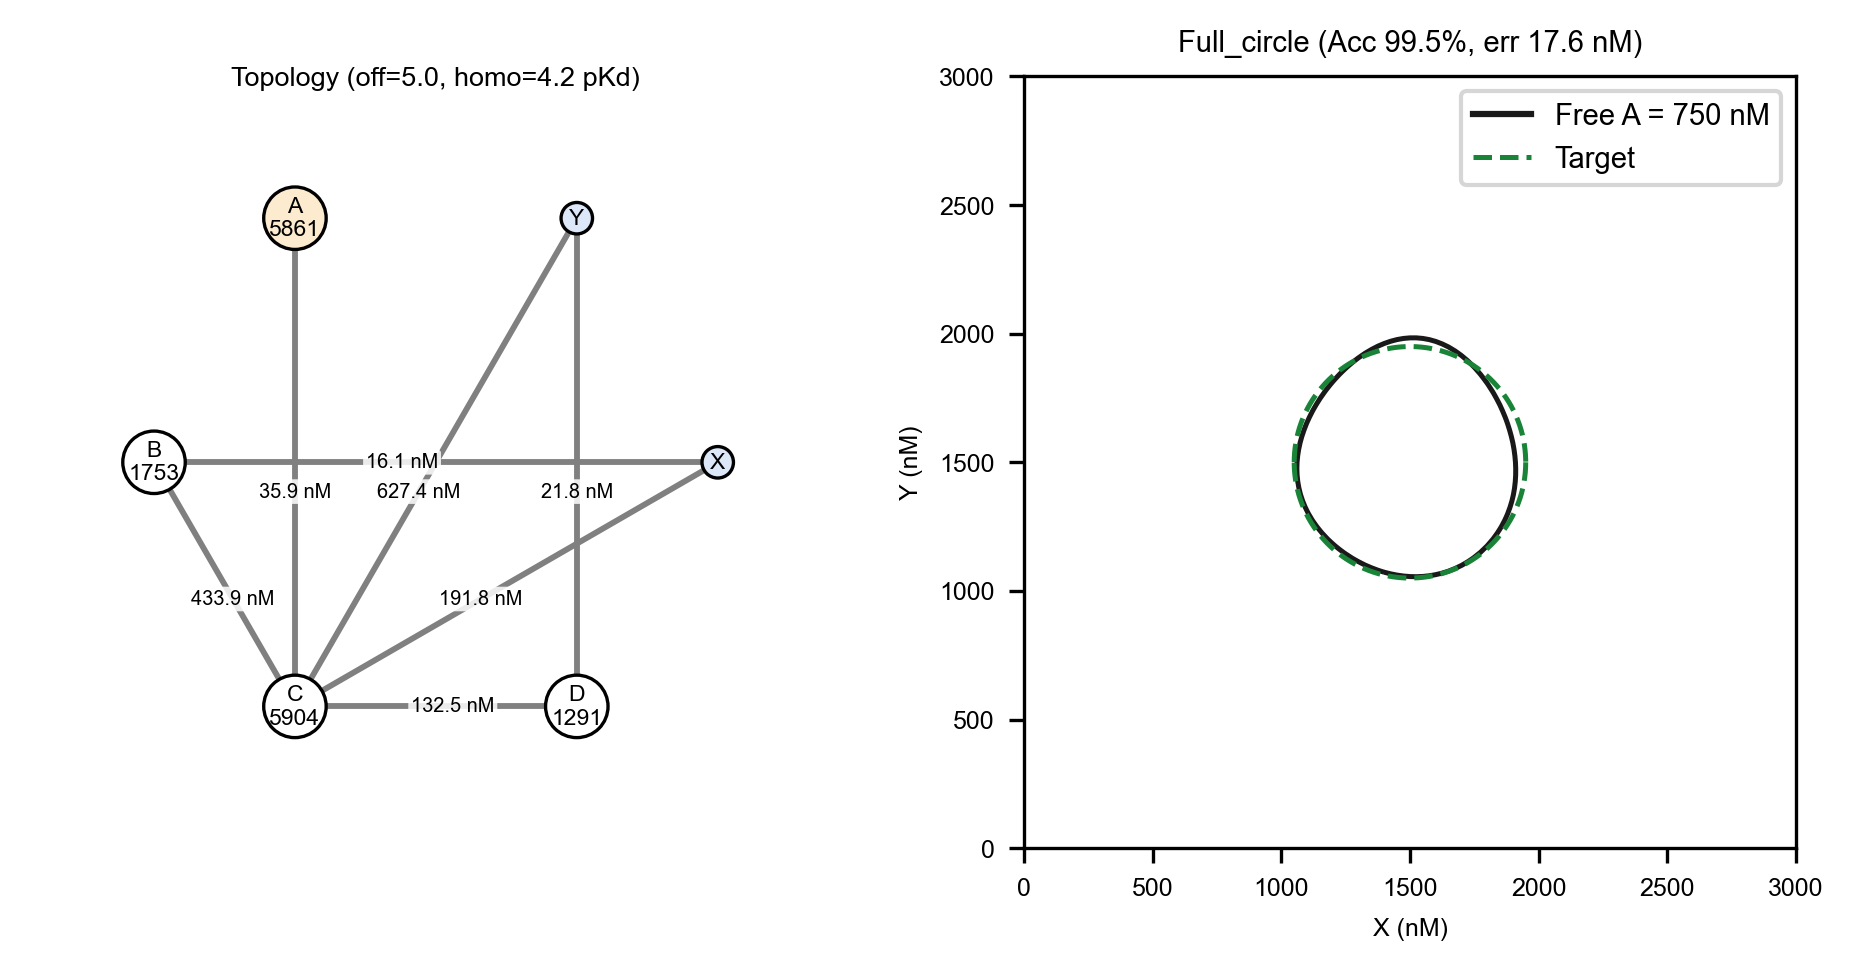 Topology (off=5.0, homo=4.2 pKd)
A
5861
Y
B
1753
16.1 nM
X
35.9 nM
627.4 nM
21.8 nM
433.9 nM
191.8 nM
C
5904
132.5 nM
D
1291
Full_circle (Acc 99.5%, err 17.6 nM)
Free A = 750 nM
Target
3000
2500
2000
1500
1000
500
0
Y (nM)
0 500 1000 1500 2000 2500 3000
X (nM)